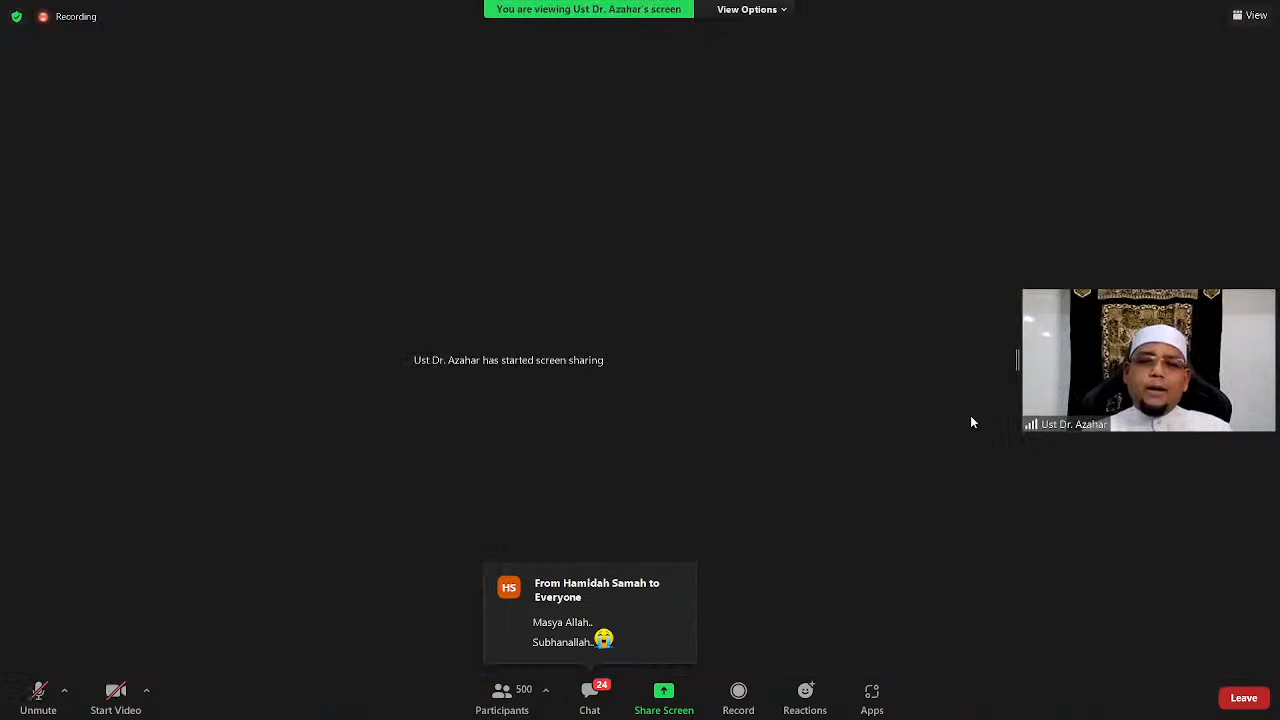 Recording
You are viewing Ust Dr. Azahar's screen
View Options
View
Ust Dr. Azahar has started screen sharing
Ust Dr. Azahar
HS
From Hamidah Samah to
Everyone
Masya Allah..
Subhanallah..😭
Unmute
Start Video
500
Participants
24
Chat
Share Screen
Record
Reactions
Apps
Leave